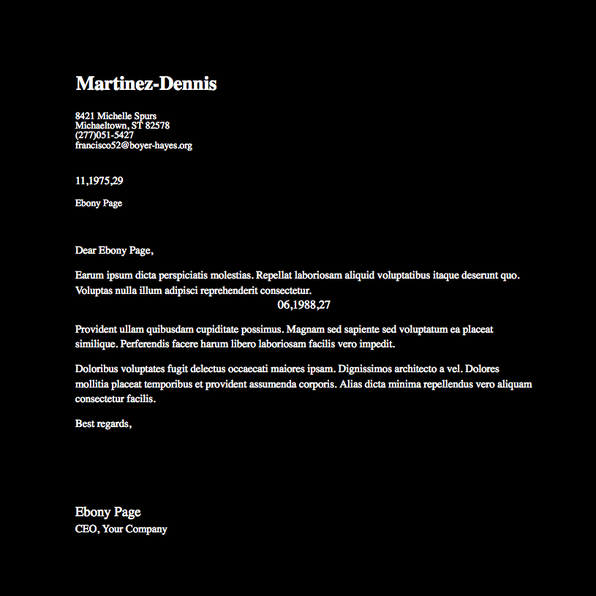 Martinez-Dennis
8421 Michelle Spurs
Michaeltown, ST 82578
(277)051-5427
francisco52@boyer-hayes.org
11,1975,29
Ebony Page
Dear Ebony Page,
Earum ipsum dicta perspiciatis molestias. Repellat laboriosam aliquid voluptatibus itaque deserunt quo.
Voluptas nulla illum adipisci reprehenderit consectetur.
06,1988,27
Provident ullam quibusdam cupiditate possimus. Magnam sed sapiente sed voluptatum ea placeat
similique. Perferendis facere harum libero laboriosam facilis vero impedit.
Doloribus voluptates fugit delectus occaecati maiores ipsam. Dignissimos architecto a vel. Dolores
mollitia placeat temporibus et provident assumenda corporis. Alias dicta minima repellendus vero aliquam
consectetur facilis.
Best regards,
Ebony Page
CEO, Your Company